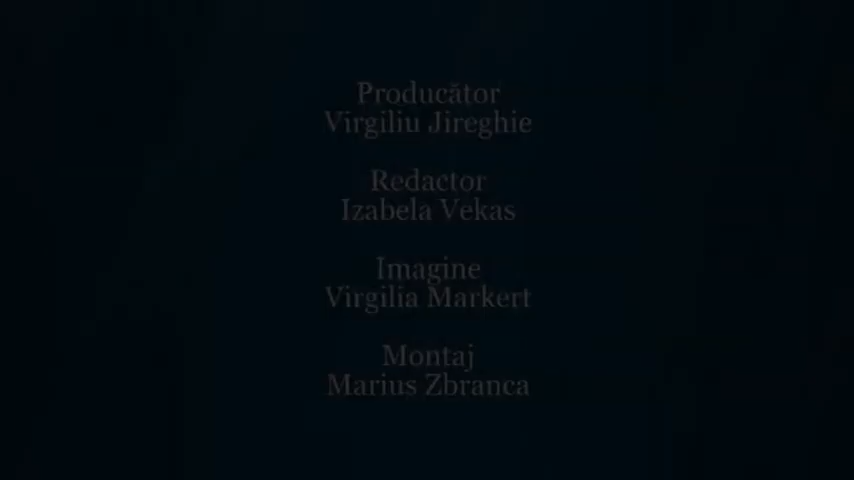 Producător
Virgiliu Jireghie
Redactor
Izabela Vekas
Imagine
Virgilia Markert
Montaj
Marius Zbranca